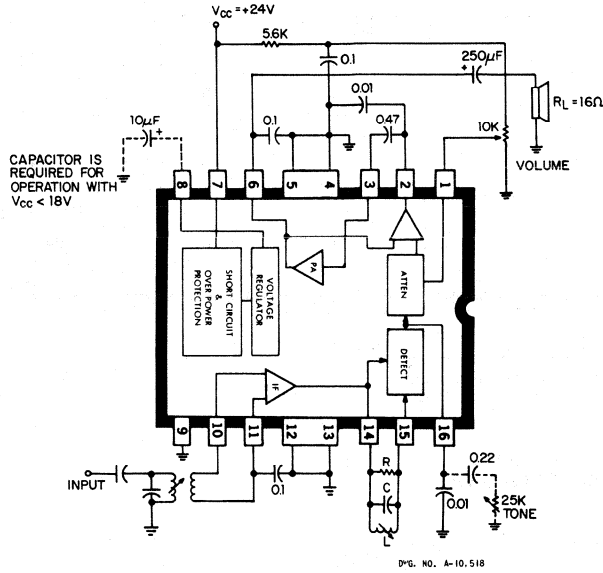 VCC = +24V
5.6K
250µF
+
0.1
0.01
RL = 16Ω
10µF
+
0.1
0.47
10K
VOLUME
CAPACITOR IS
REQUIRED FOR
OPERATION WITH
VCC < 18V
8
7
6
5
4
3
2
1
PA
ATTEN
SHORT CIRCUIT
&
OVER POWER
PROTECTION
VOLTAGE
REGULATOR
DETECT
IF
9
10
11
12
13
14
15
16
INPUT
0.1
R
C
L
0.22
0.01
25K
TONE
DWG. NO. A-10,518